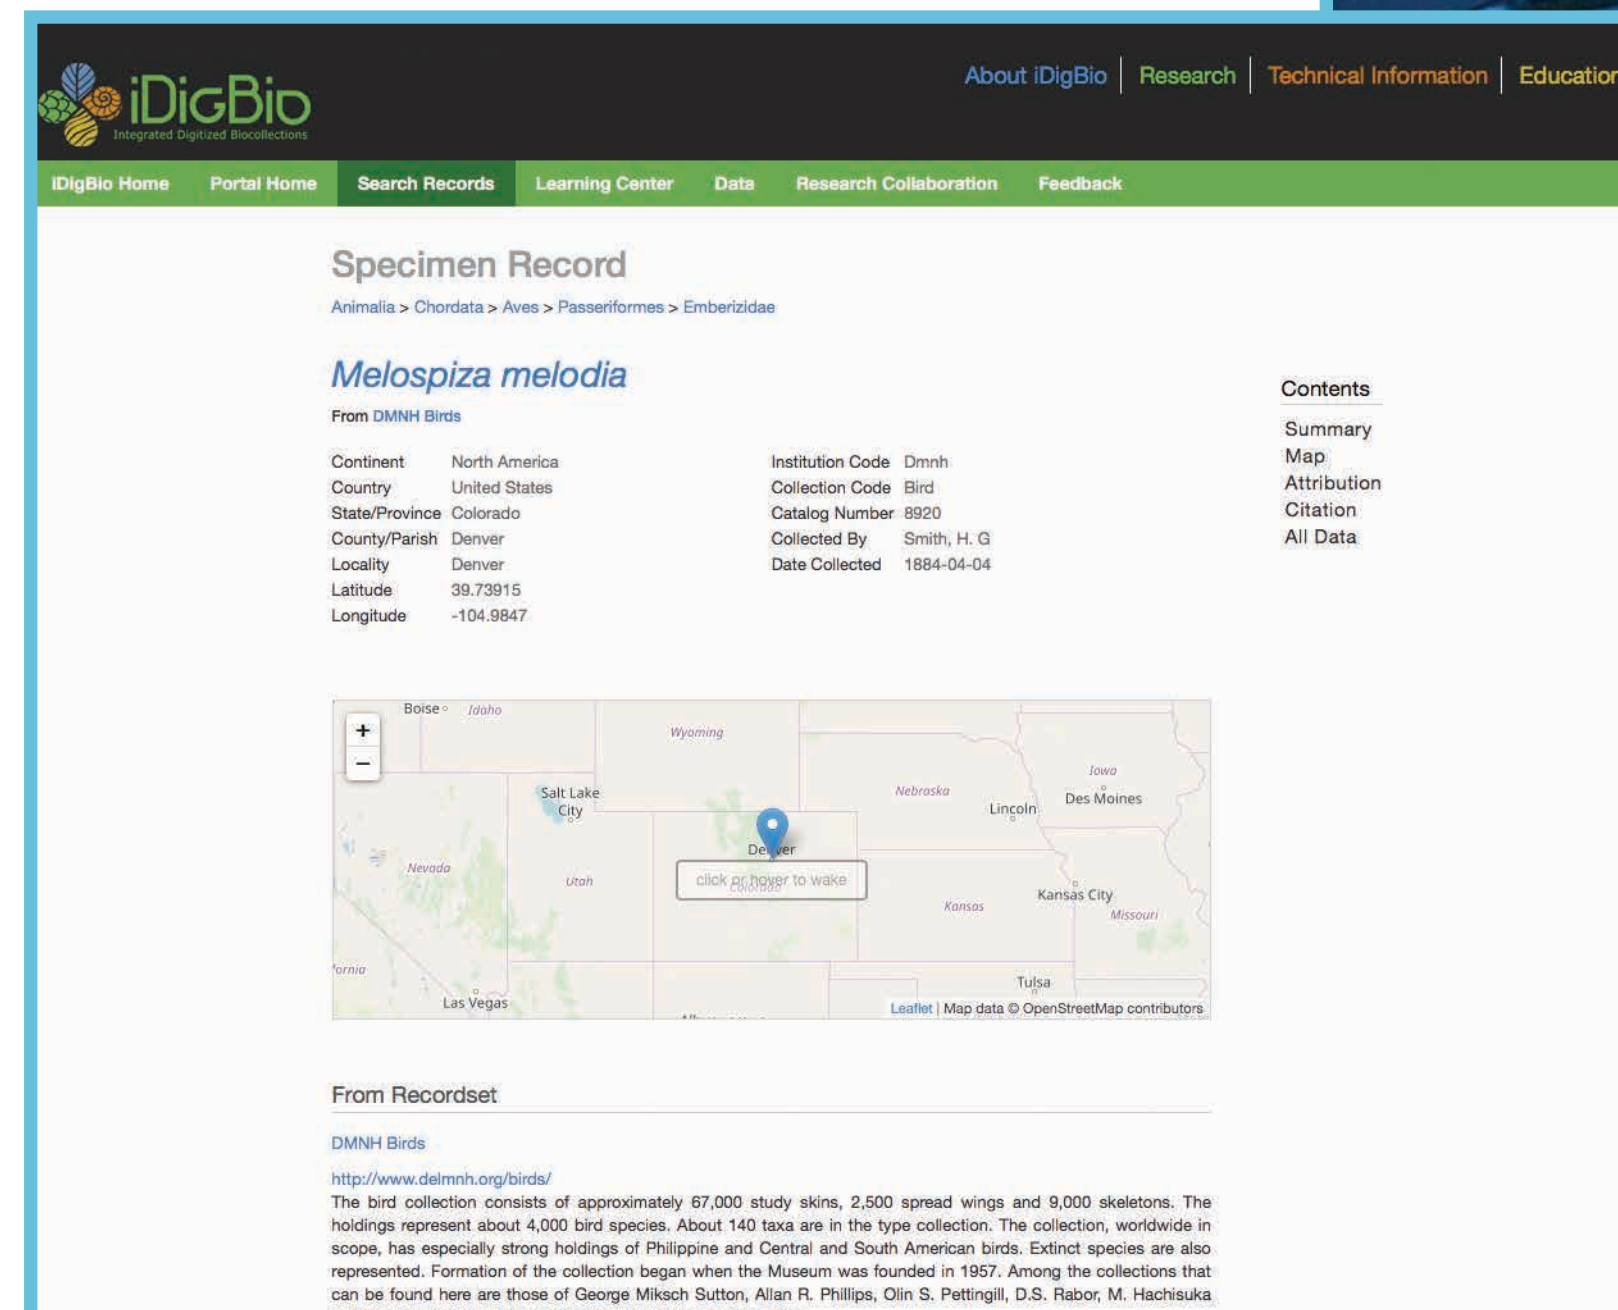 iDigBio
Integrated Digitized Biocollections
About iDigBio | Research | Technical Information | Education
iDigBio Home Portal Home Search Records Learning Center Data Research Collaboration Feedback
Specimen Record
Animalia > Chordata > Aves > Passeriformes > Emberizidae
Melospiza melodia
From DMNH Birds
Continent North America
Country United States
State/Province Colorado
County/Parish Denver
Locality Denver
Latitude 39.73915
Longitude -104.9847
Institution Code Dmnh
Collection Code Bird
Catalog Number 8920
Collected By Smith, H. G
Date Collected 1884-04-04
Contents
Summary
Map
Attribution
Citation
All Data
+
−
Boise Idaho
Wyoming
Iowa
Des Moines
Nebraska
Lincoln
Salt Lake
City
Denver
Nevada
Utah
click or hover to wake
Colorado
Kansas
Kansas City
Missouri
fornia
Las Vegas
Tulsa
Leaflet | Map data © OpenStreetMap contributors
From Recordset
DMNH Birds
http://www.delmnh.org/birds/
The bird collection consists of approximately 67,000 study skins, 2,500 spread wings and 9,000 skeletons. The
holdings represent about 4,000 bird species. About 140 taxa are in the type collection. The collection, worldwide in
scope, has especially strong holdings of Philippine and Central and South American birds. Extinct species are also
represented. Formation of the collection began when the Museum was founded in 1957. Among the collections that
can be found here are those of George Miksch Sutton, Allan R. Phillips, Olin S. Pettingill, D.S. Rabor, M. Hachisuka